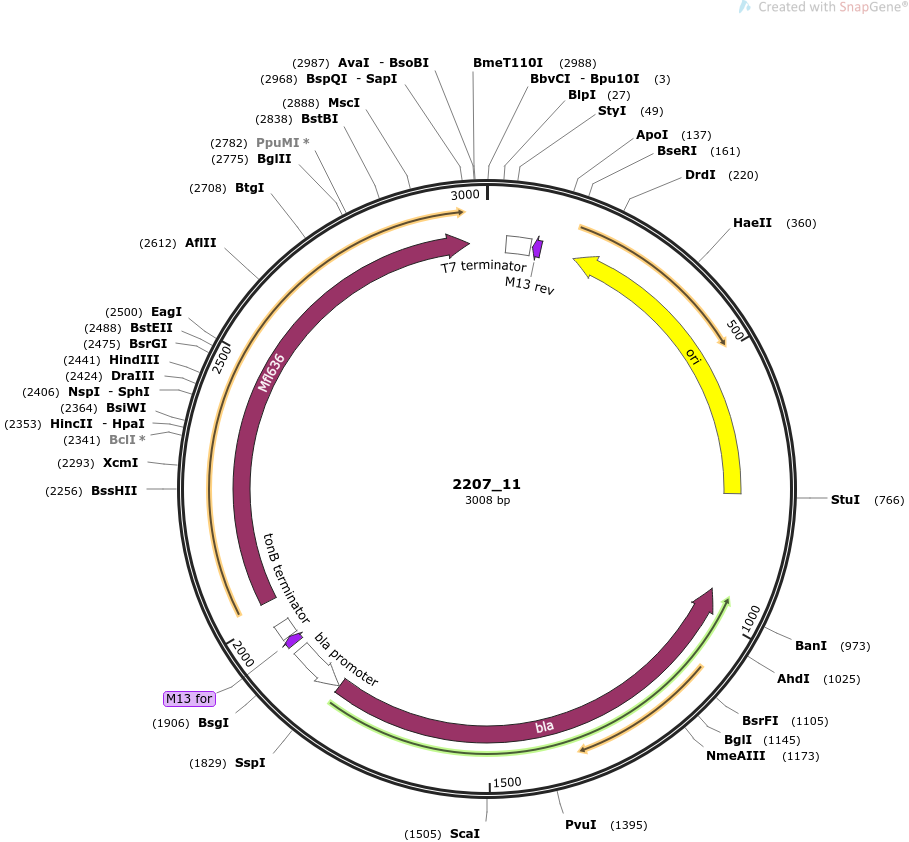 Created with SnapGene®
(2987) AvaI - BsoBI
(2968) BspQI - SapI
(2888) MscI
(2838) BstBI
(2782) PpuMI *
(2775) BglII
(2708) BtgI
(2612) AflII
(2500) EagI
(2488) BstEII
(2475) BsrGI
(2441) HindIII
(2424) DraIII
(2406) NspI - SphI
(2364) BsiWI
(2353) HincII - HpaI
(2341) BclI *
(2293) XcmI
(2256) BssHII
BmeT110I (2988)
BbvCI - Bpu10I (3)
BlpI (27)
StyI (49)
ApoI (137)
BseRI (161)
DrdI (220)
HaeII (360)
StuI (766)
BanI (973)
AhdI (1025)
BsrFI (1105)
BglI (1145)
NmeAIII (1173)
PvuI (1395)
(1505) ScaI
(1829) SspI
(1906) BsgI
M13 for
3000
500
1000
1500
2000
2500
T7 terminator
M13 rev
ori
Mfl636
tonB terminator
bla promoter
bla
2207_11
3008 bp